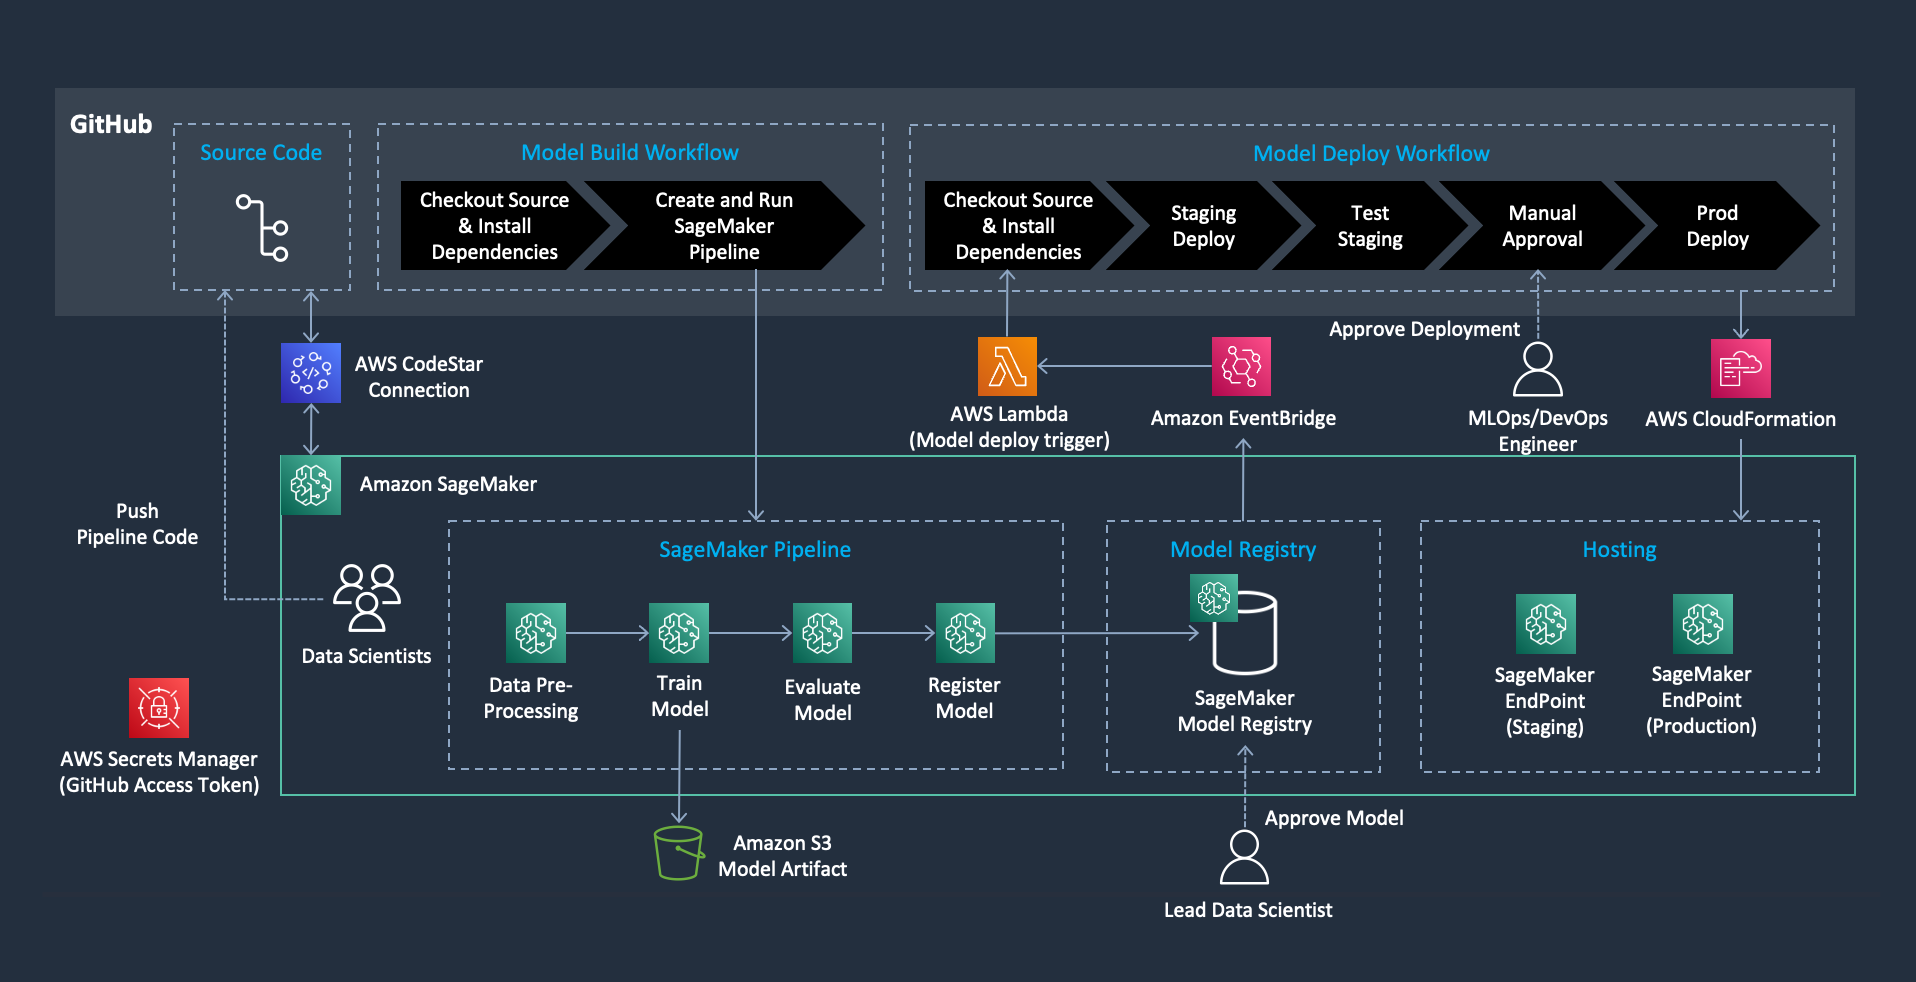 GitHub
Source Code
Model Build Workflow
Checkout Source
& Install
Dependencies
Create and Run
SageMaker
Pipeline
Model Deploy Workflow
Checkout Source
& Install
Dependencies
Staging
Deploy
Test
Staging
Manual
Approval
Prod
Deploy
AWS CodeStar
Connection
AWS Lambda
(Model deploy trigger)
Amazon EventBridge
Approve Deployment
MLOps/DevOps
Engineer
AWS CloudFormation
Amazon SageMaker
Push
Pipeline Code
Data Scientists
SageMaker Pipeline
Data Pre-
Processing
Train
Model
Evaluate
Model
Register
Model
Model Registry
SageMaker
Model Registry
Hosting
SageMaker
EndPoint
(Staging)
SageMaker
EndPoint
(Production)
AWS Secrets Manager
(GitHub Access Token)
Amazon S3
Model Artifact
Approve Model
Lead Data Scientist